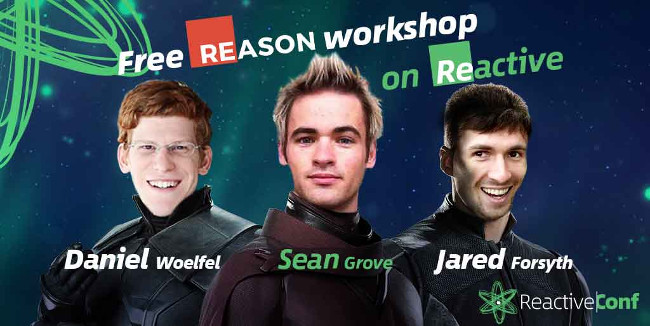 Free REASON workshop
on Reactive
Daniel Woelfel
Sean Grove
Jared Forsyth
ReactiveConf